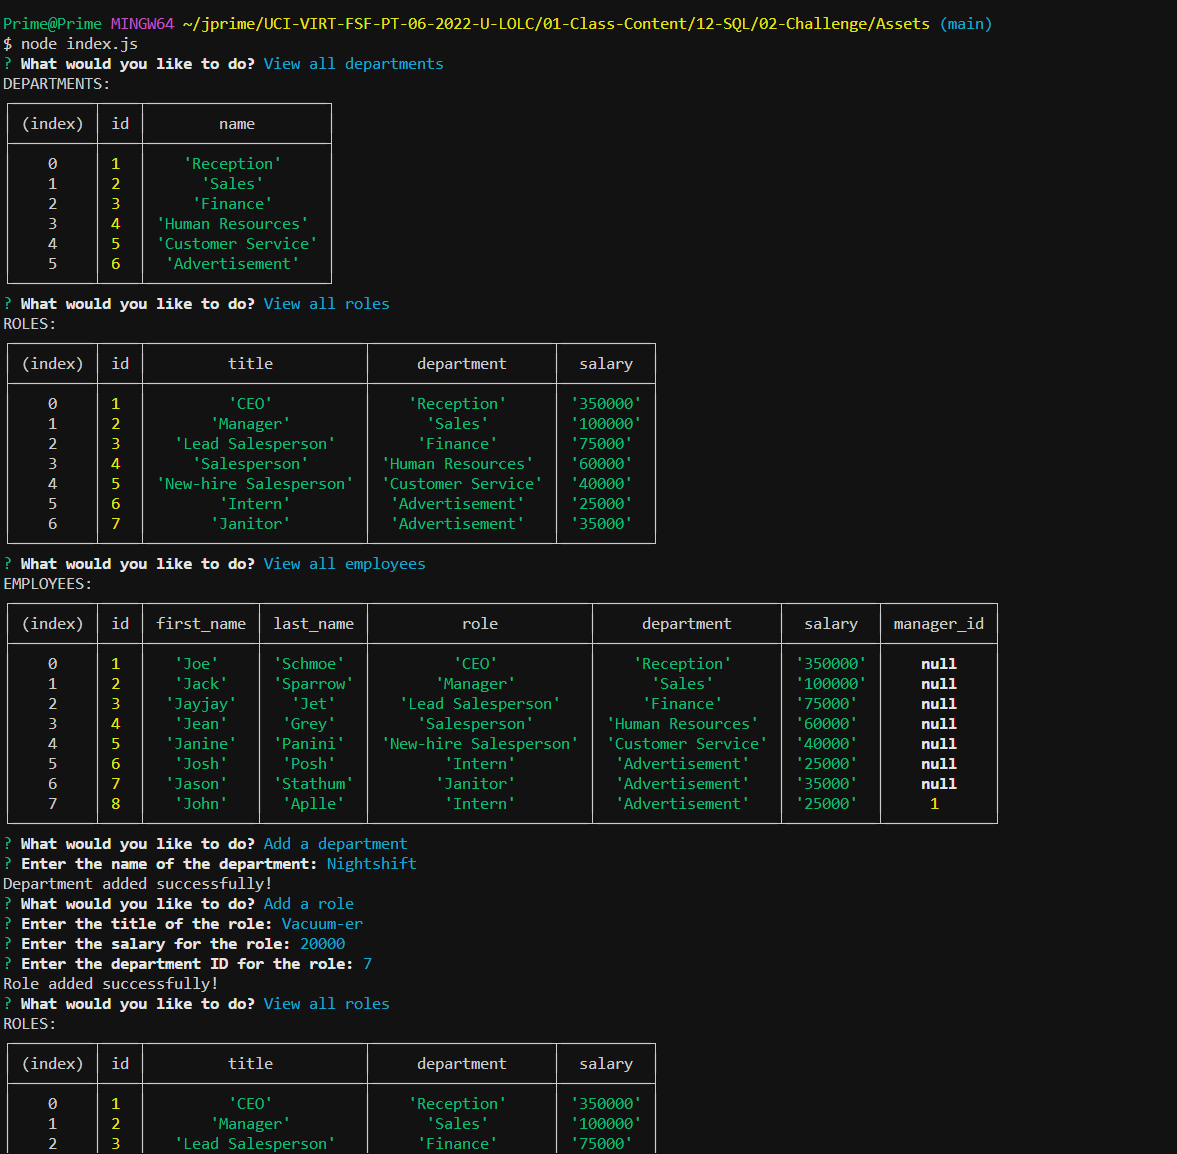 Prime@Prime MINGW64 ~/jprime/UCI-VIRT-FSF-PT-06-2022-U-LOLC/01-Class-Content/12-SQL/02-Challenge/Assets (main)
$ node index.js
? What would you like to do? View all departments
DEPARTMENTS:
(index) id name
0 1 'Reception'
1 2 'Sales'
2 3 'Finance'
3 4 'Human Resources'
4 5 'Customer Service'
5 6 'Advertisement'
? What would you like to do? View all roles
ROLES:
(index) id title department salary
0 1 'CEO' 'Reception' '350000'
1 2 'Manager' 'Sales' '100000'
2 3 'Lead Salesperson' 'Finance' '75000'
3 4 'Salesperson' 'Human Resources' '60000'
4 5 'New-hire Salesperson' 'Customer Service' '40000'
5 6 'Intern' 'Advertisement' '25000'
6 7 'Janitor' 'Advertisement' '35000'
? What would you like to do? View all employees
EMPLOYEES:
(index) id first_name last_name role department salary manager_id
0 1 'Joe' 'Schmoe' 'CEO' 'Reception' '350000' null
1 2 'Jack' 'Sparrow' 'Manager' 'Sales' '100000' null
2 3 'Jayjay' 'Jet' 'Lead Salesperson' 'Finance' '75000' null
3 4 'Jean' 'Grey' 'Salesperson' 'Human Resources' '60000' null
4 5 'Janine' 'Panini' 'New-hire Salesperson' 'Customer Service' '40000' null
5 6 'Josh' 'Posh' 'Intern' 'Advertisement' '25000' null
6 7 'Jason' 'Stathum' 'Janitor' 'Advertisement' '35000' null
7 8 'John' 'Aplle' 'Intern' 'Advertisement' '25000' 1
? What would you like to do? Add a department
? Enter the name of the department: Nightshift
Department added successfully!
? What would you like to do? Add a role
? Enter the title of the role: Vacuum-er
? Enter the salary for the role: 20000
? Enter the department ID for the role: 7
Role added successfully!
? What would you like to do? View all roles
ROLES:
(index) id title department salary
0 1 'CEO' 'Reception' '350000'
1 2 'Manager' 'Sales' '100000'
2 3 'Lead Salesperson' 'Finance' '75000'